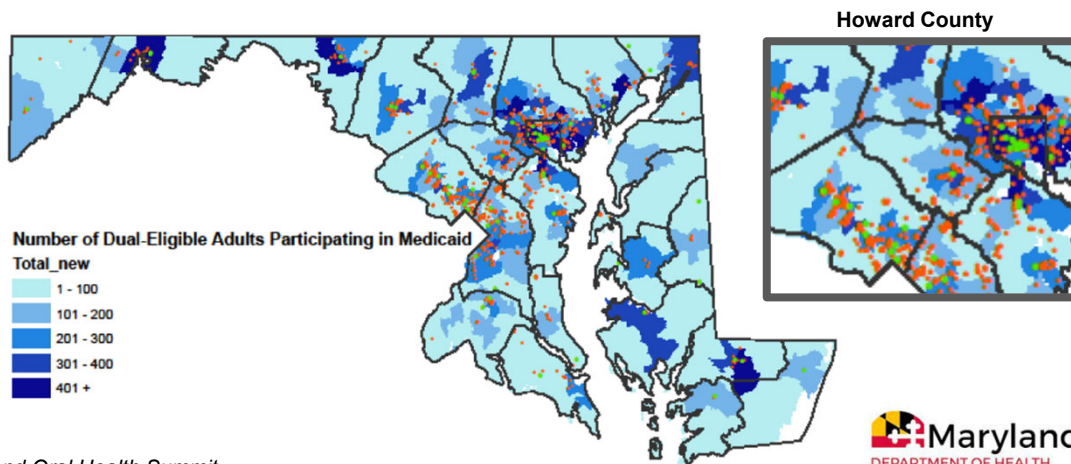 Howard County
Number of Dual-Eligible Adults Participating in Medicaid
Total_new
1 - 100
101 - 200
201 - 300
301 - 400
401 +
Oral Health Summit
DEPARTMENT OF HEALTH